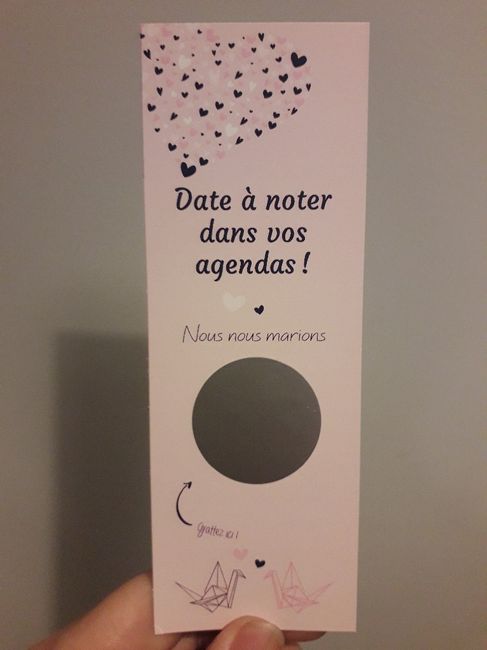 Date à noter
dans vos
agendas !
Nous nous marions
Grattez ici !